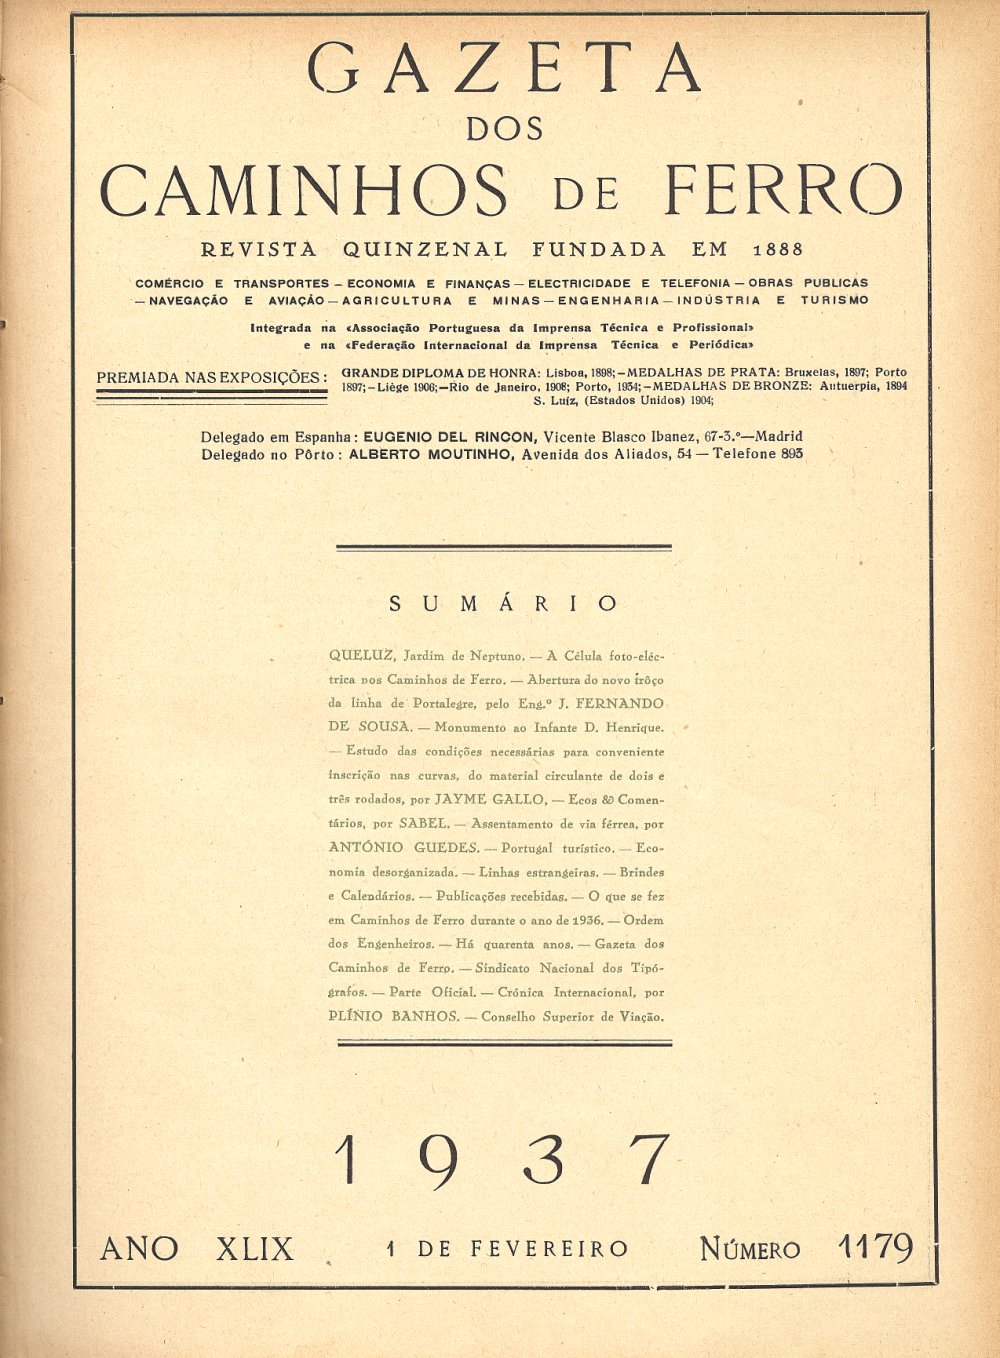 GAZETA
DOS
CAMINHOS DE FERRO
REVISTA QUINZENAL FUNDADA EM 1888
COMÉRCIO E TRANSPORTES — ECONOMIA E FINANÇAS — ELECTRICIDADE E TELEFONIA — OBRAS PUBLICAS
— NAVEGAÇÃO E AVIAÇÃO — AGRICULTURA E MINAS — ENGENHARIA — INDÚSTRIA E TURISMO
Integrada na «Associação Portuguesa da Imprensa Técnica e Profissional»
e na «Federação Internacional da Imprensa Técnica e Periódica»
PREMIADA NAS EXPOSIÇÕES:
GRANDE DIPLOMA DE HONRA: Lisboa, 1898;—MEDALHAS DE PRATA: Bruxelas, 1897; Porto
1897;—Liège 1906;—Rio de Janeiro, 1908; Porto, 1934;—MEDALHAS DE BRONZE: Antuerpia, 1894
S. Luiz, (Estados Unidos) 1904;
Delegado em Espanha: EUGENIO DEL RINCON, Vicente Blasco Ibanez, 67-3.º—Madrid
Delegado no Pôrto: ALBERTO MOUTINHO, Avenida dos Aliados, 54 — Telefone 893
SUMÁRIO
QUELUZ, Jardim de Neptuno. — A Célula foto-eléc-
trica nos Caminhos de Ferro. — Abertura do novo trôço
da linha de Portalegre, pelo Eng.º J. FERNANDO
DE SOUSA. — Monumento ao Infante D. Henrique.
— Estudo das condições necessárias para conveniente
inscrição nas curvas, do material circulante de dois e
três rodados, por JAYME GALLO, — Ecos & Comen-
tários, por SABEL. — Assentamento de via férrea, por
ANTÓNIO GUEDES. — Portugal turístico. — Eco-
nomia desorganizada. — Linhas estrangeiras. — Brindes
e Calendários. — Publicações recebidas. — O que se fez
em Caminhos de Ferro durante o ano de 1936. — Ordem
dos Engenheiros. — Há quarenta anos. — Gazeta dos
Caminhos de Ferro. — Sindicato Nacional dos Tipó-
grafos. — Parte Oficial. — Crónica Internacional, por
PLÍNIO BANHOS. — Conselho Superior de Viação.
1937
ANO XLIX 1 DE FEVEREIRO NÚMERO 1179